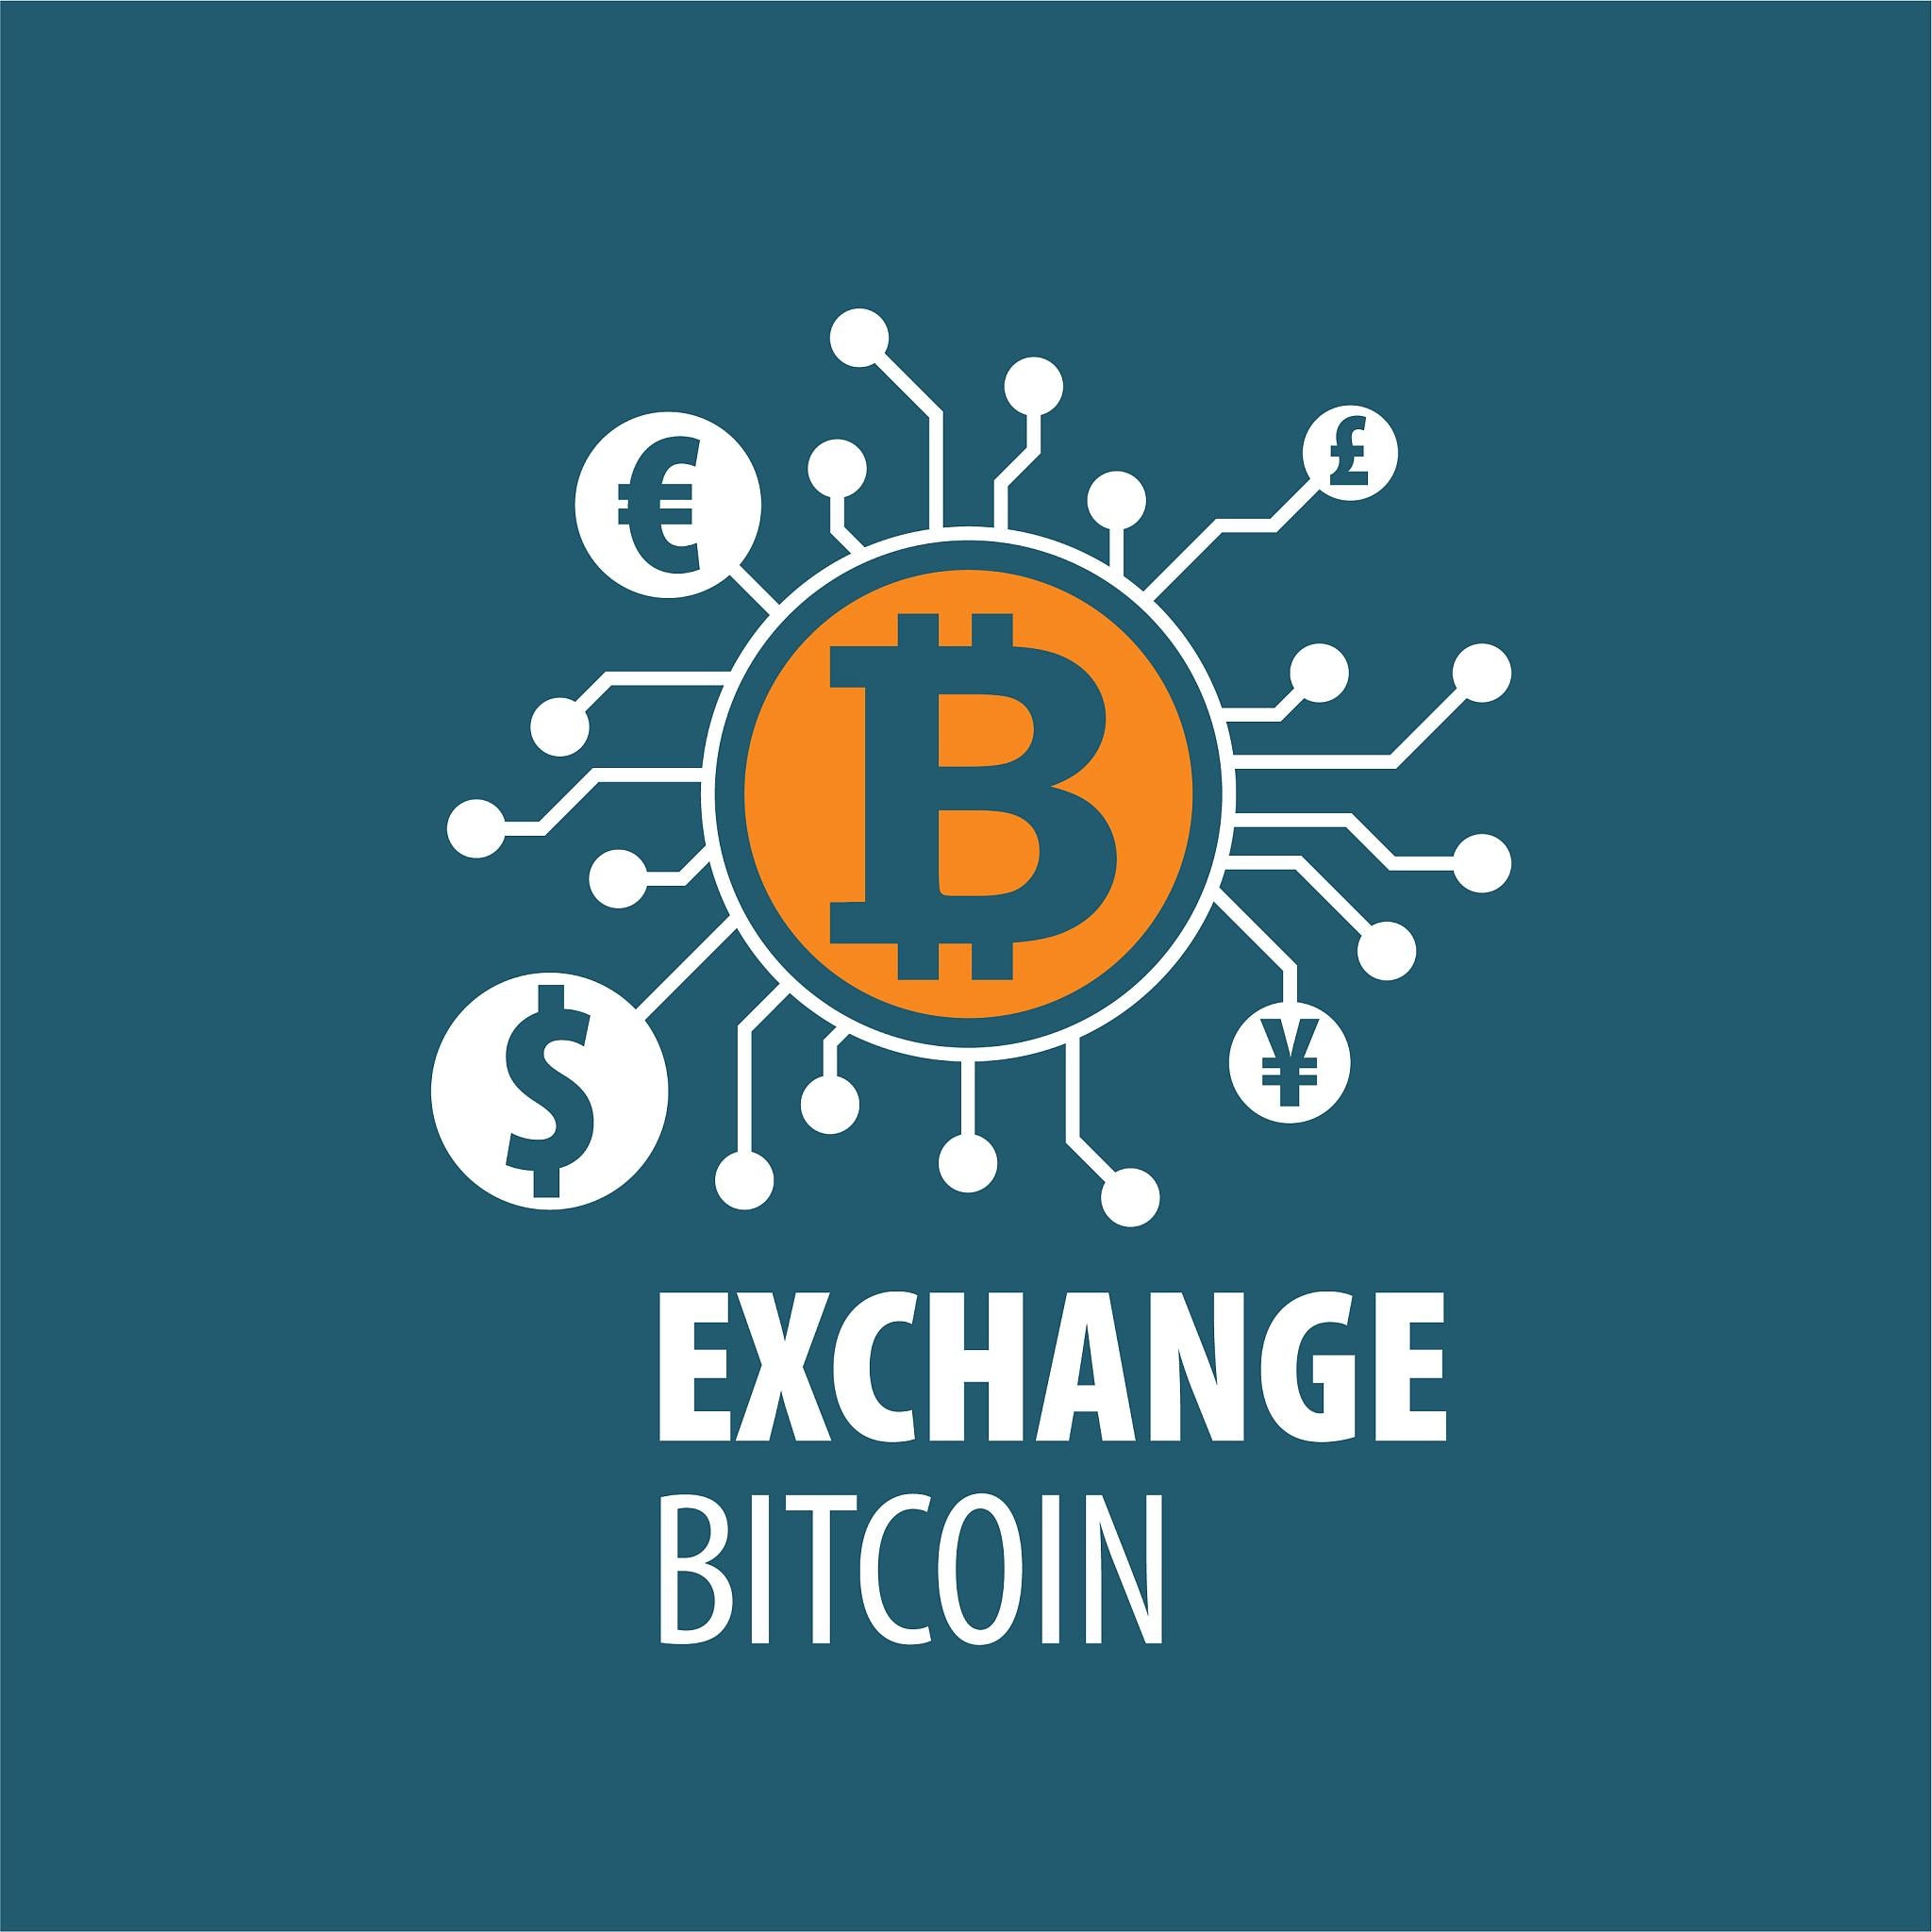 €
£
₿
$
¥
EXCHANGE
BITCOIN